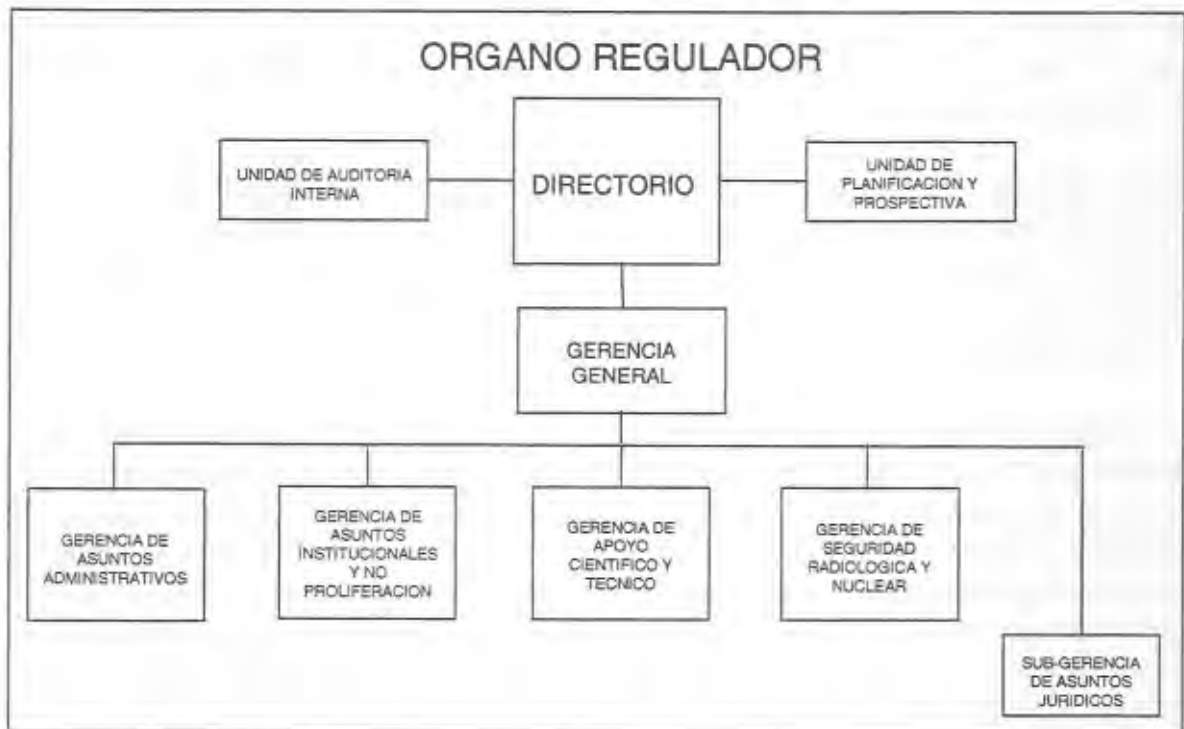 ORGANO REGULADOR
UNIDAD DE AUDITORIA
INTERNA
DIRECTORIO
UNIDAD DE
PLANIFICACION Y
PROSPECTIVA
GERENCIA
GENERAL
GERENCIA DE
ASUNTOS
ADMINISTRATIVOS
GERENCIA DE
ASUNTOS
INSTITUCIONALES
Y NO
PROLIFERACION
GERENCIA DE
APOYO
CIENTIFICO Y
TECNICO
GERENCIA DE
SEGURIDAD
RADIOLOGICA Y
NUCLEAR
SUB-GERENCIA
DE ASUNTOS
JURIDICOS